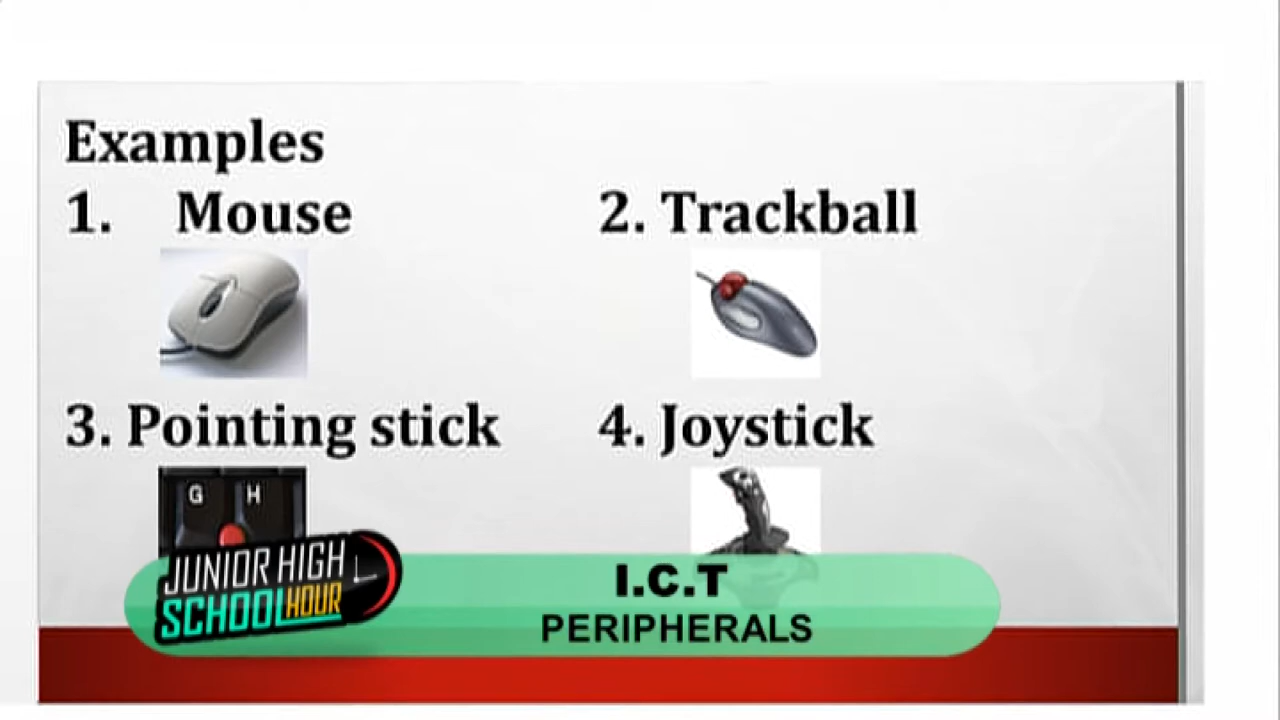 Examples
1. Mouse
2. Trackball
3. Pointing stick
4. Joystick
G H
JUNIOR HIGH
SCHOOL HOUR
I.C.T
PERIPHERALS